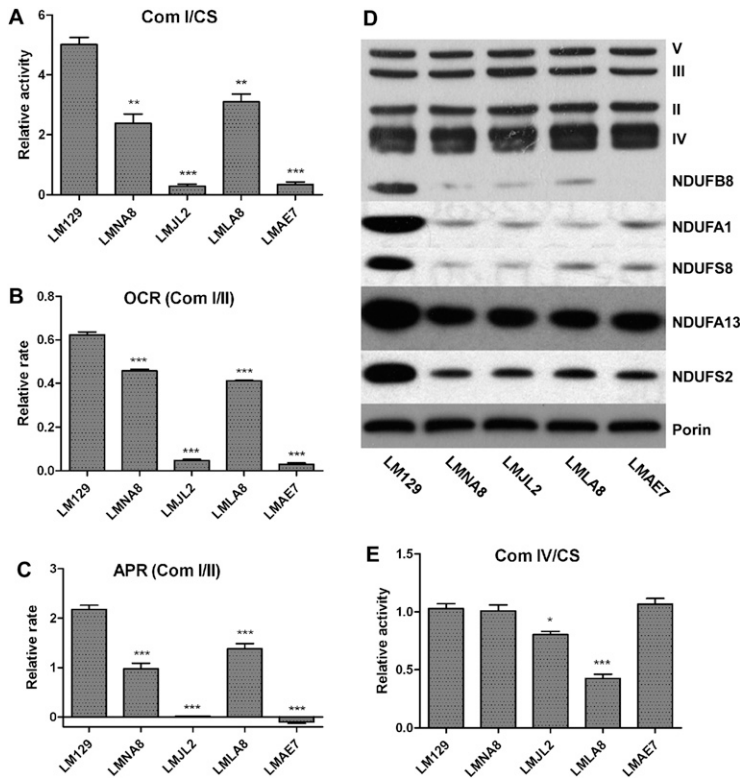 A
Com I/CS
Relative activity
6
4
2
0
**
***
**
***
LM129
LMNA8
LMJL2
LMLA8
LMAE7
B
OCR (Com I/II)
Relative rate
0.8
0.6
0.4
0.2
0.0
***
***
***
***
LM129
LMNA8
LMJL2
LMLA8
LMAE7
C
APR (Com I/II)
Relative rate
3
2
1
0
***
***
***
***
LM129
LMNA8
LMJL2
LMLA8
LMAE7
D
V
III
II
IV
NDUFB8
NDUFA1
NDUFS8
NDUFA13
NDUFS2
Porin
LM129
LMNA8
LMJL2
LMLA8
LMAE7
E
Com IV/CS
Relative activity
1.5
1.0
0.5
0.0
*
***
LM129
LMNA8
LMJL2
LMLA8
LMAE7